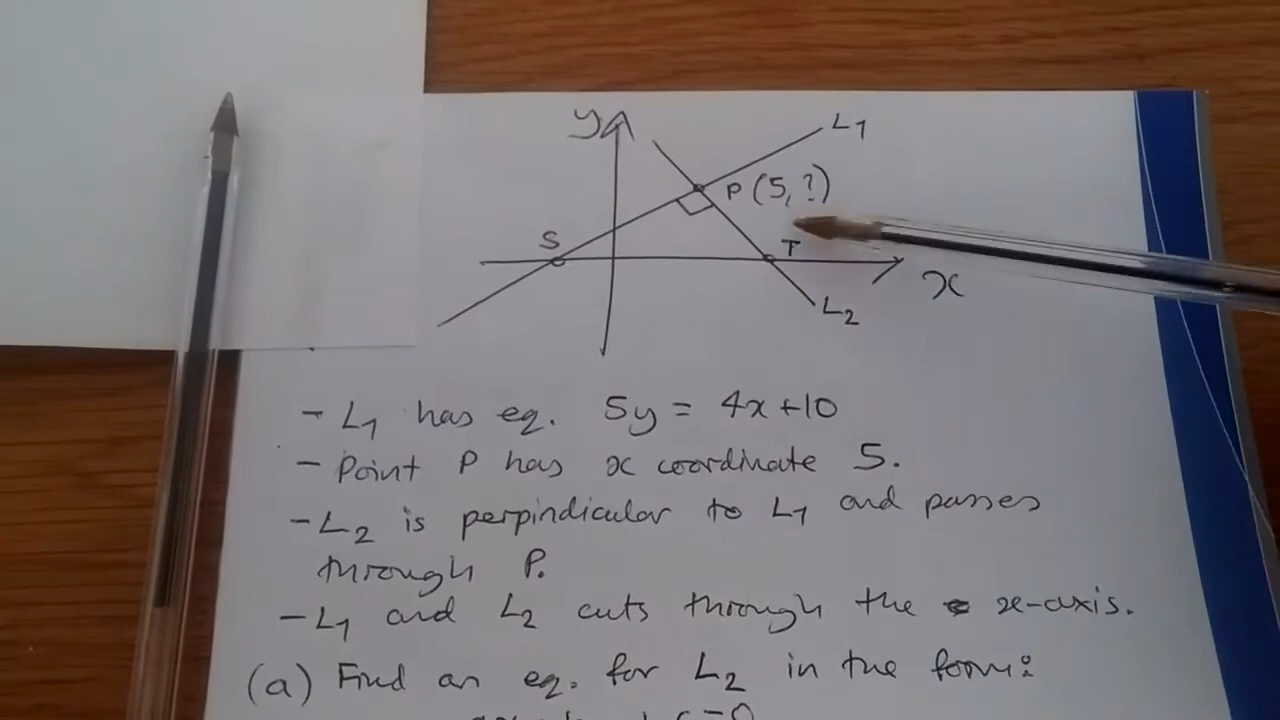 y
L1
P (5, ?)
S
T
x
L2
- L1 has eq. 5y = 4x+10
- Point P has x coordinate 5.
- L2 is perpindicular to L1 and passes
through P.
- L1 and L2 cuts through the x-axis.
(a) Find an eq. for L2 in the form: